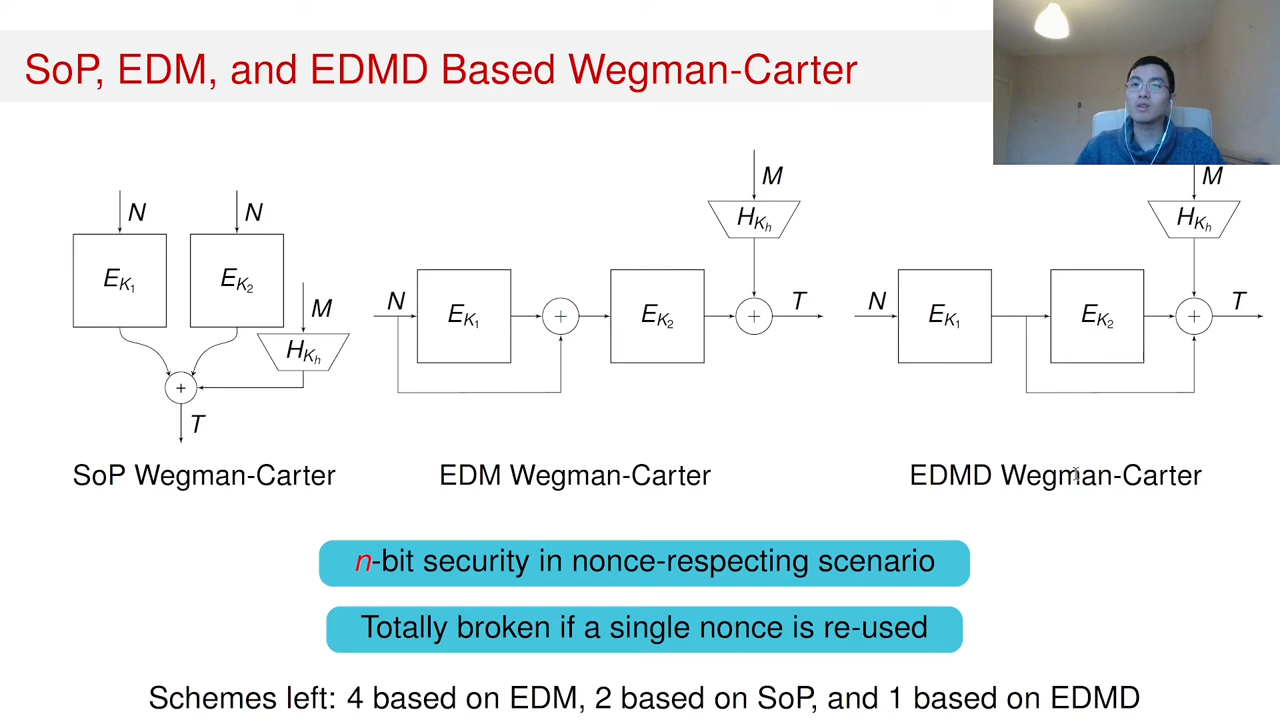 SoP, EDM, and EDMD Based Wegman-Carter
N
N
E_{K_1}
E_{K_2}
M
H_{K_h}
+
T
SoP Wegman-Carter
N
E_{K_1}
+
E_{K_2}
M
H_{K_h}
+
T
EDM Wegman-Carter
N
E_{K_1}
E_{K_2}
M
H_{K_h}
+
T
EDMD Wegman-Carter
n-bit security in nonce-respecting scenario
Totally broken if a single nonce is re-used
Schemes left: 4 based on EDM, 2 based on SoP, and 1 based on EDMD